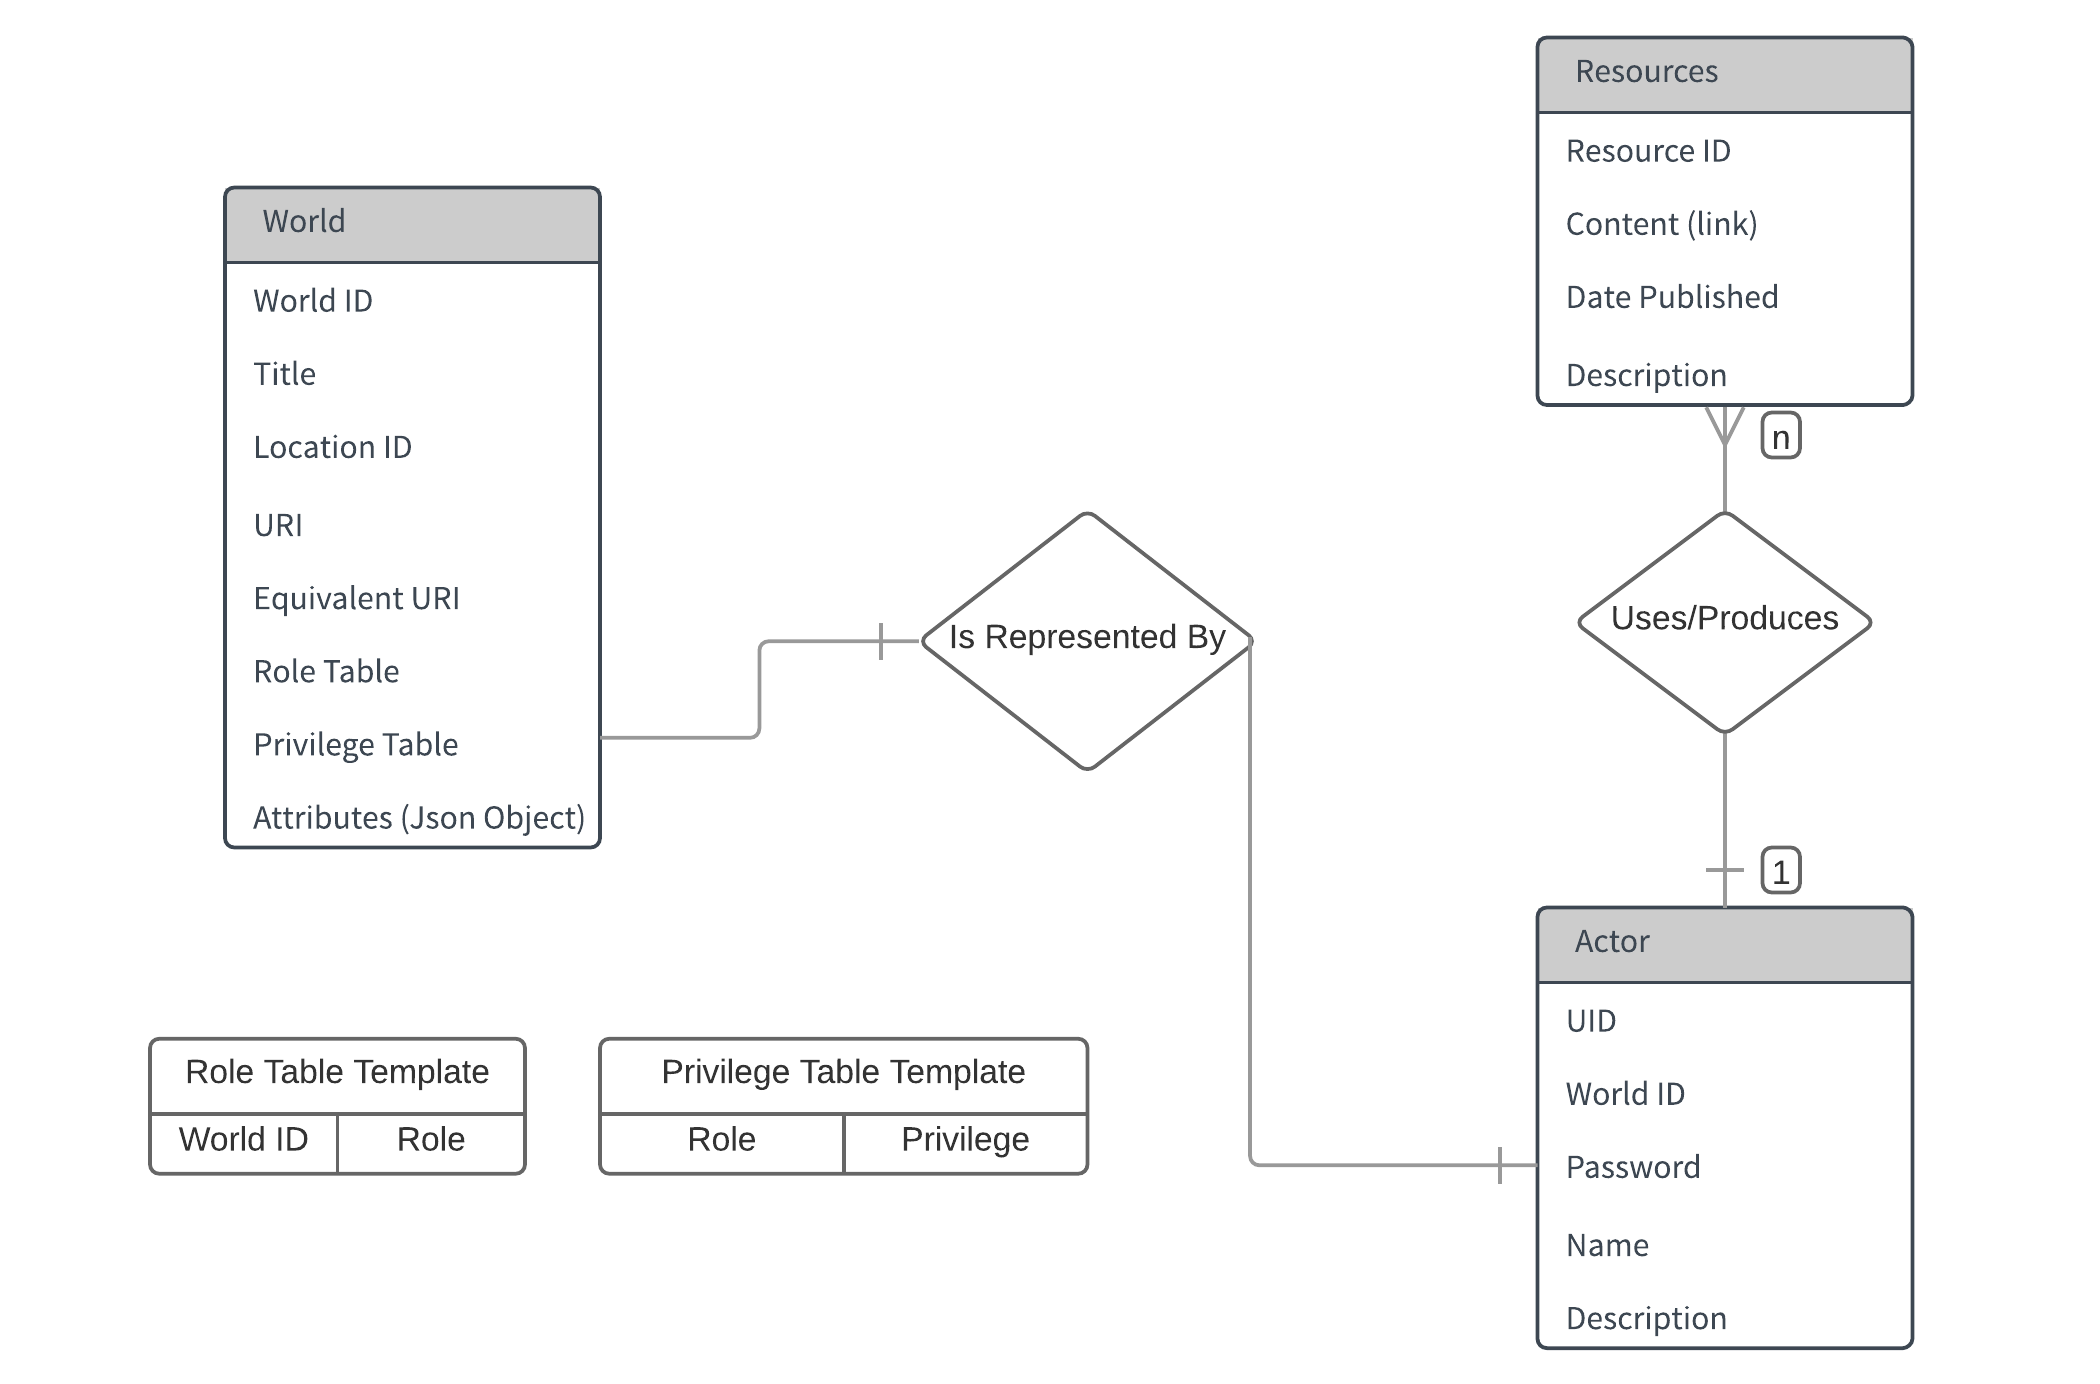 World
World ID
Title
Location ID
URI
Equivalent URI
Role Table
Privilege Table
Attributes (Json Object)
Is Represented By
Resources
Resource ID
Content (link)
Date Published
Description
n
Uses/Produces
1
Actor
UID
World ID
Password
Name
Description
Role Table Template
World ID Role
Privilege Table Template
Role Privilege